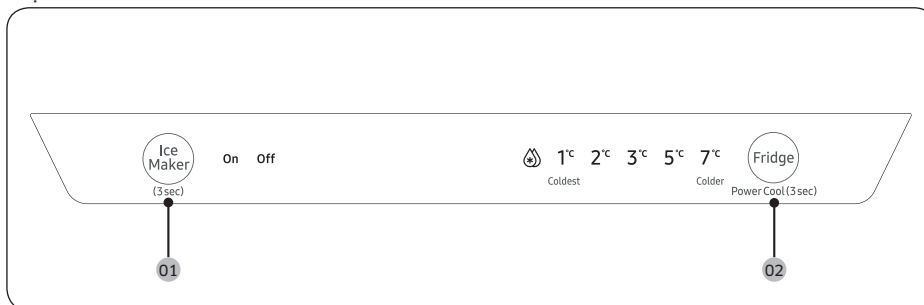 Ice
Maker
(3 sec)
On Off
1°C 2°C 3°C 5°C 7°C
Coldest Colder
Fridge
Power Cool (3 sec)
01 02